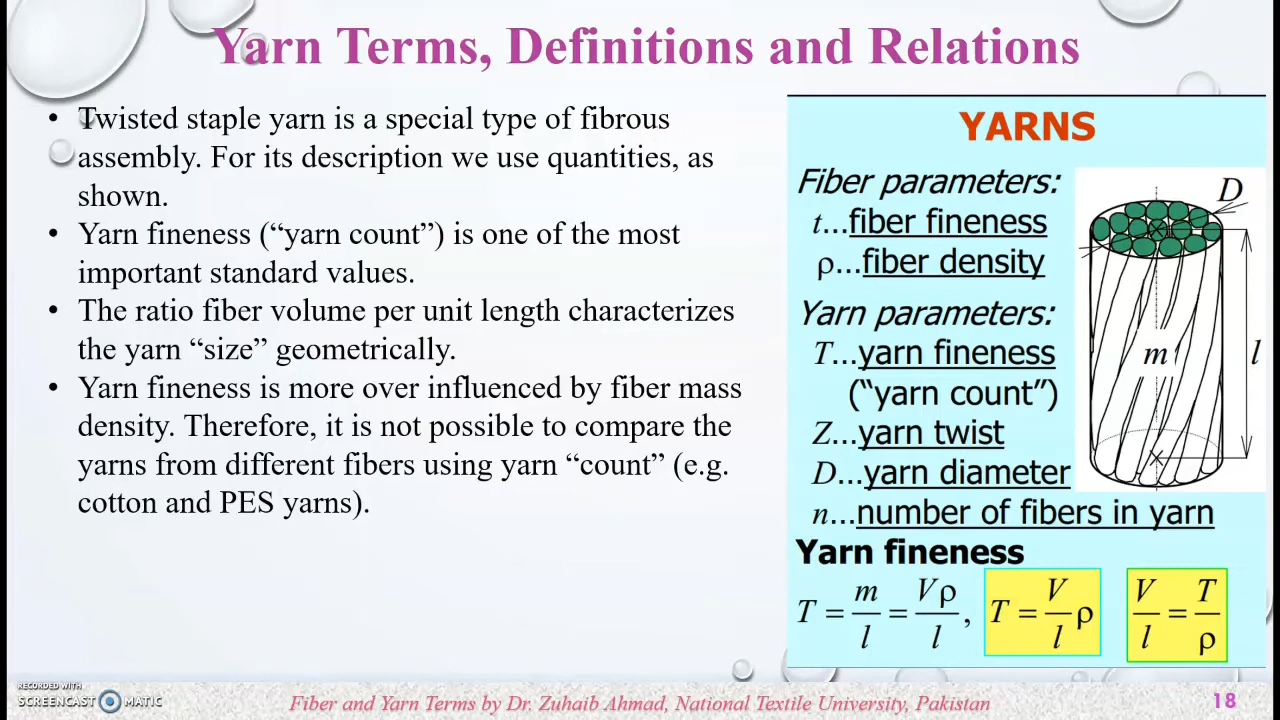 Yarn Terms, Definitions and Relations
• Twisted staple yarn is a special type of fibrous
assembly. For its description we use quantities, as
shown.
• Yarn fineness (“yarn count”) is one of the most
important standard values.
• The ratio fiber volume per unit length characterizes
the yarn “size” geometrically.
• Yarn fineness is more over influenced by fiber mass
density. Therefore, it is not possible to compare the
yarns from different fibers using yarn “count” (e.g.
cotton and PES yarns).
YARNS
Fiber parameters:
t...fiber fineness
ρ...fiber density
Yarn parameters:
T...yarn fineness
(“yarn count”)
Z...yarn twist
D...yarn diameter
n...number of fibers in yarn
D
m
l
Yarn fineness
T = m/l = Vρ/l, T = V/l ρ V/l = T/ρ
RECORDED WITH
SCREENCAST MATIC
Fiber and Yarn Terms by Dr. Zuhaib Ahmad, National Textile University, Pakistan
18